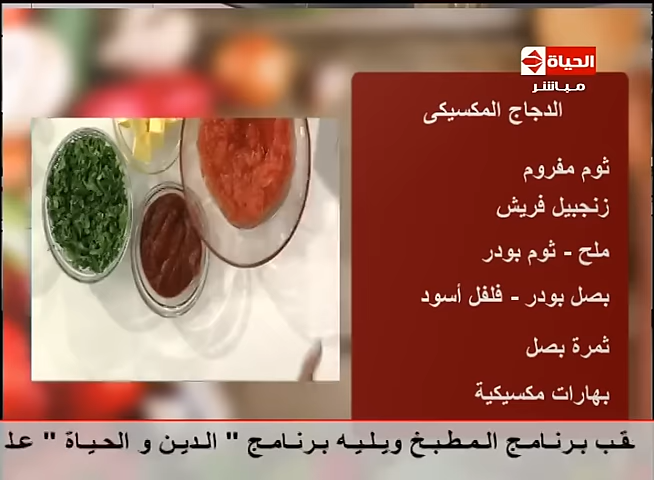 الحياة
مباشر
الدجاج المكسيكى
ثوم مفروم
زنجبيل فريش
ملح - ثوم بودر
بصل بودر - فلفل أسود
ثمرة بصل
بهارات مكسيكية
برنامج المطبخ ويليه برنامج " الدين و الحياة "